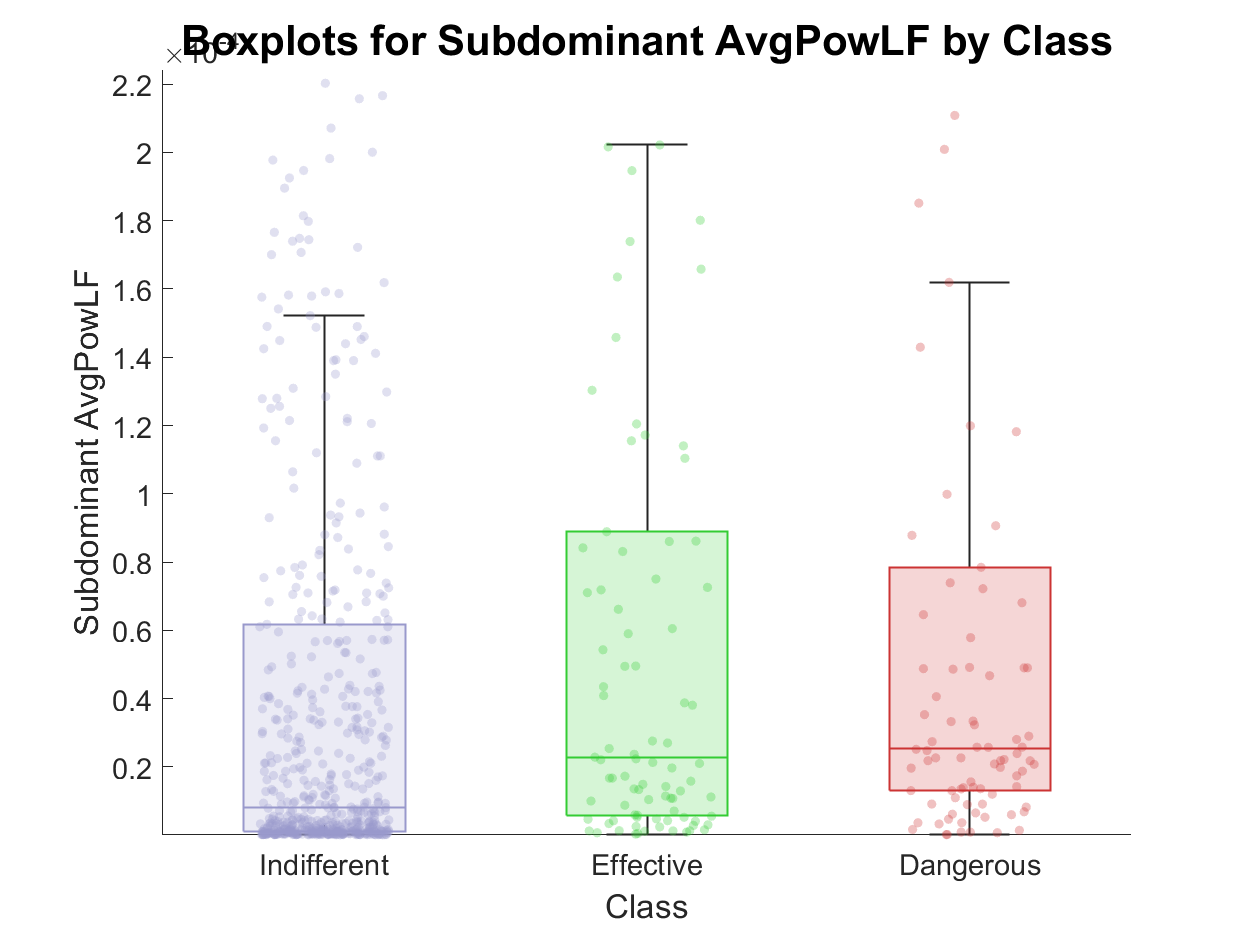 Boxplots for Subdominant AvgPowLF by Class
2.2
2
1.8
1.6
1.4
1.2
1
0.8
0.6
0.4
0.2
Subdominant AvgPowLF
Indifferent
Effective
Dangerous
Class